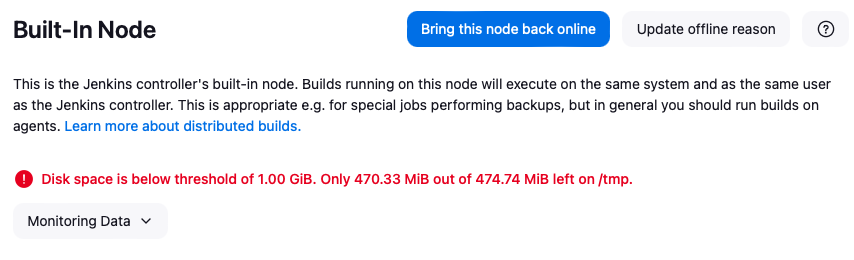 Built-In Node
Bring this node back online
Update offline reason
This is the Jenkins controller's built-in node. Builds running on this node will execute on the same system and as the same user
as the Jenkins controller. This is appropriate e.g. for special jobs performing backups, but in general you should run builds on
agents. Learn more about distributed builds.
Disk space is below threshold of 1.00 GiB. Only 470.33 MiB out of 474.74 MiB left on /tmp.
Monitoring Data